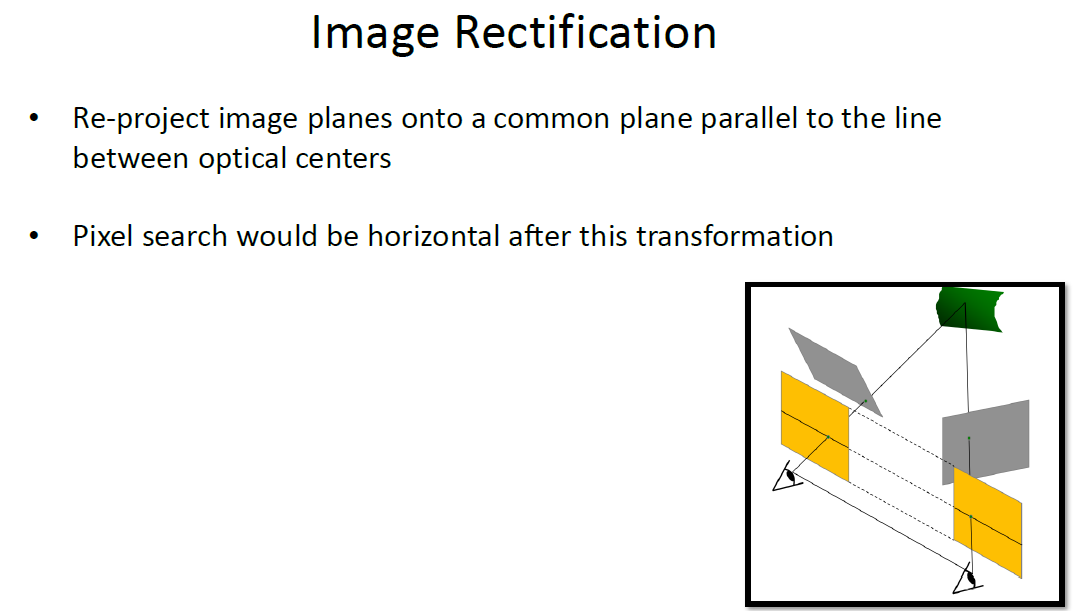 Image Rectification
• Re-project image planes onto a common plane parallel to the line
between optical centers
• Pixel search would be horizontal after this transformation